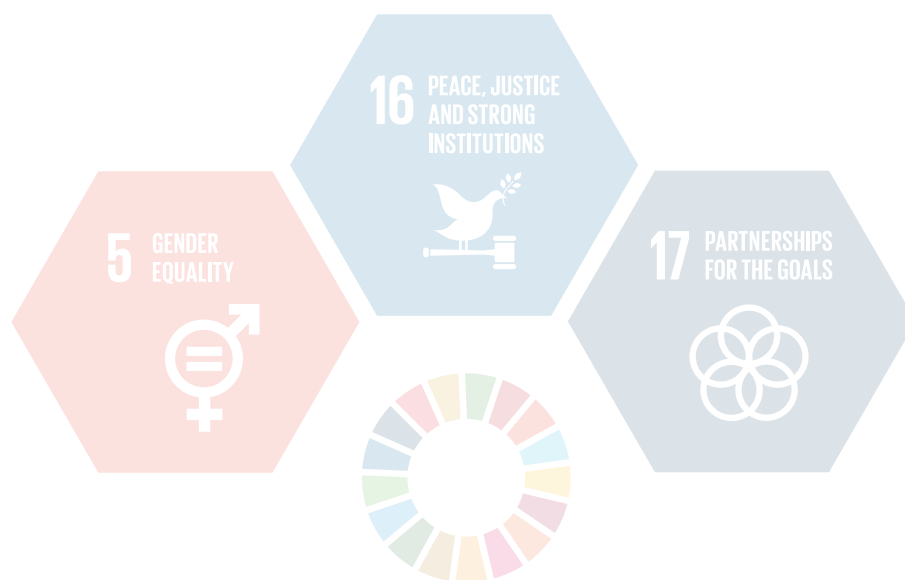 16 PEACE, JUSTICE
AND STRONG
INSTITUTIONS
5 GENDER
EQUALITY
17 PARTNERSHIPS
FOR THE GOALS